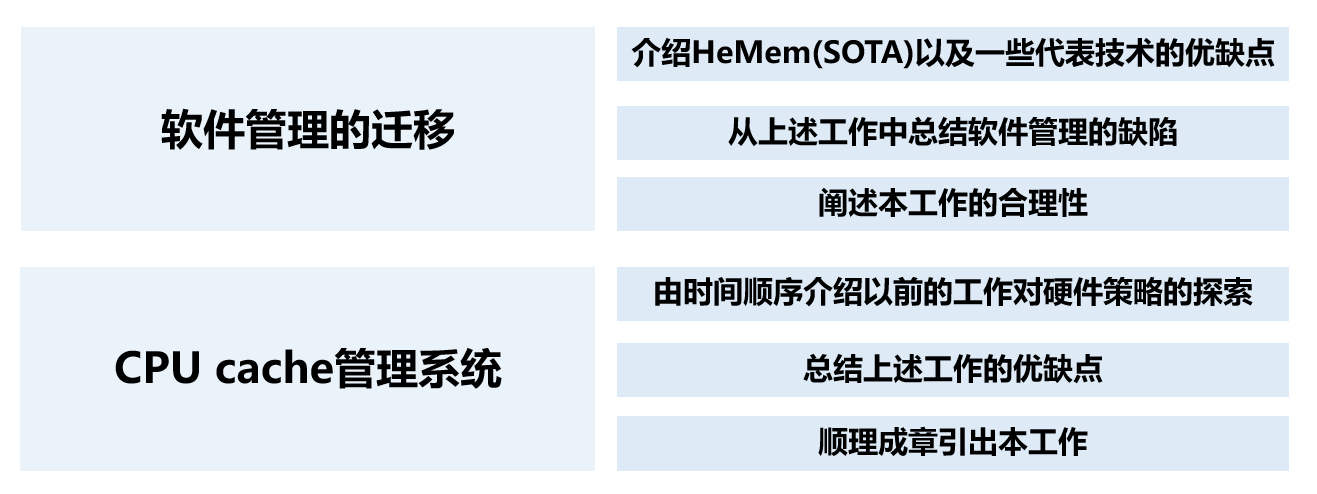 软件管理的迁移
介绍HeMem(SOTA)以及一些代表技术的优缺点
从上述工作中总结软件管理的缺陷
阐述本工作的合理性
CPU cache管理系统
由时间顺序介绍以前的工作对硬件策略的探索
总结上述工作的优缺点
顺理成章引出本工作